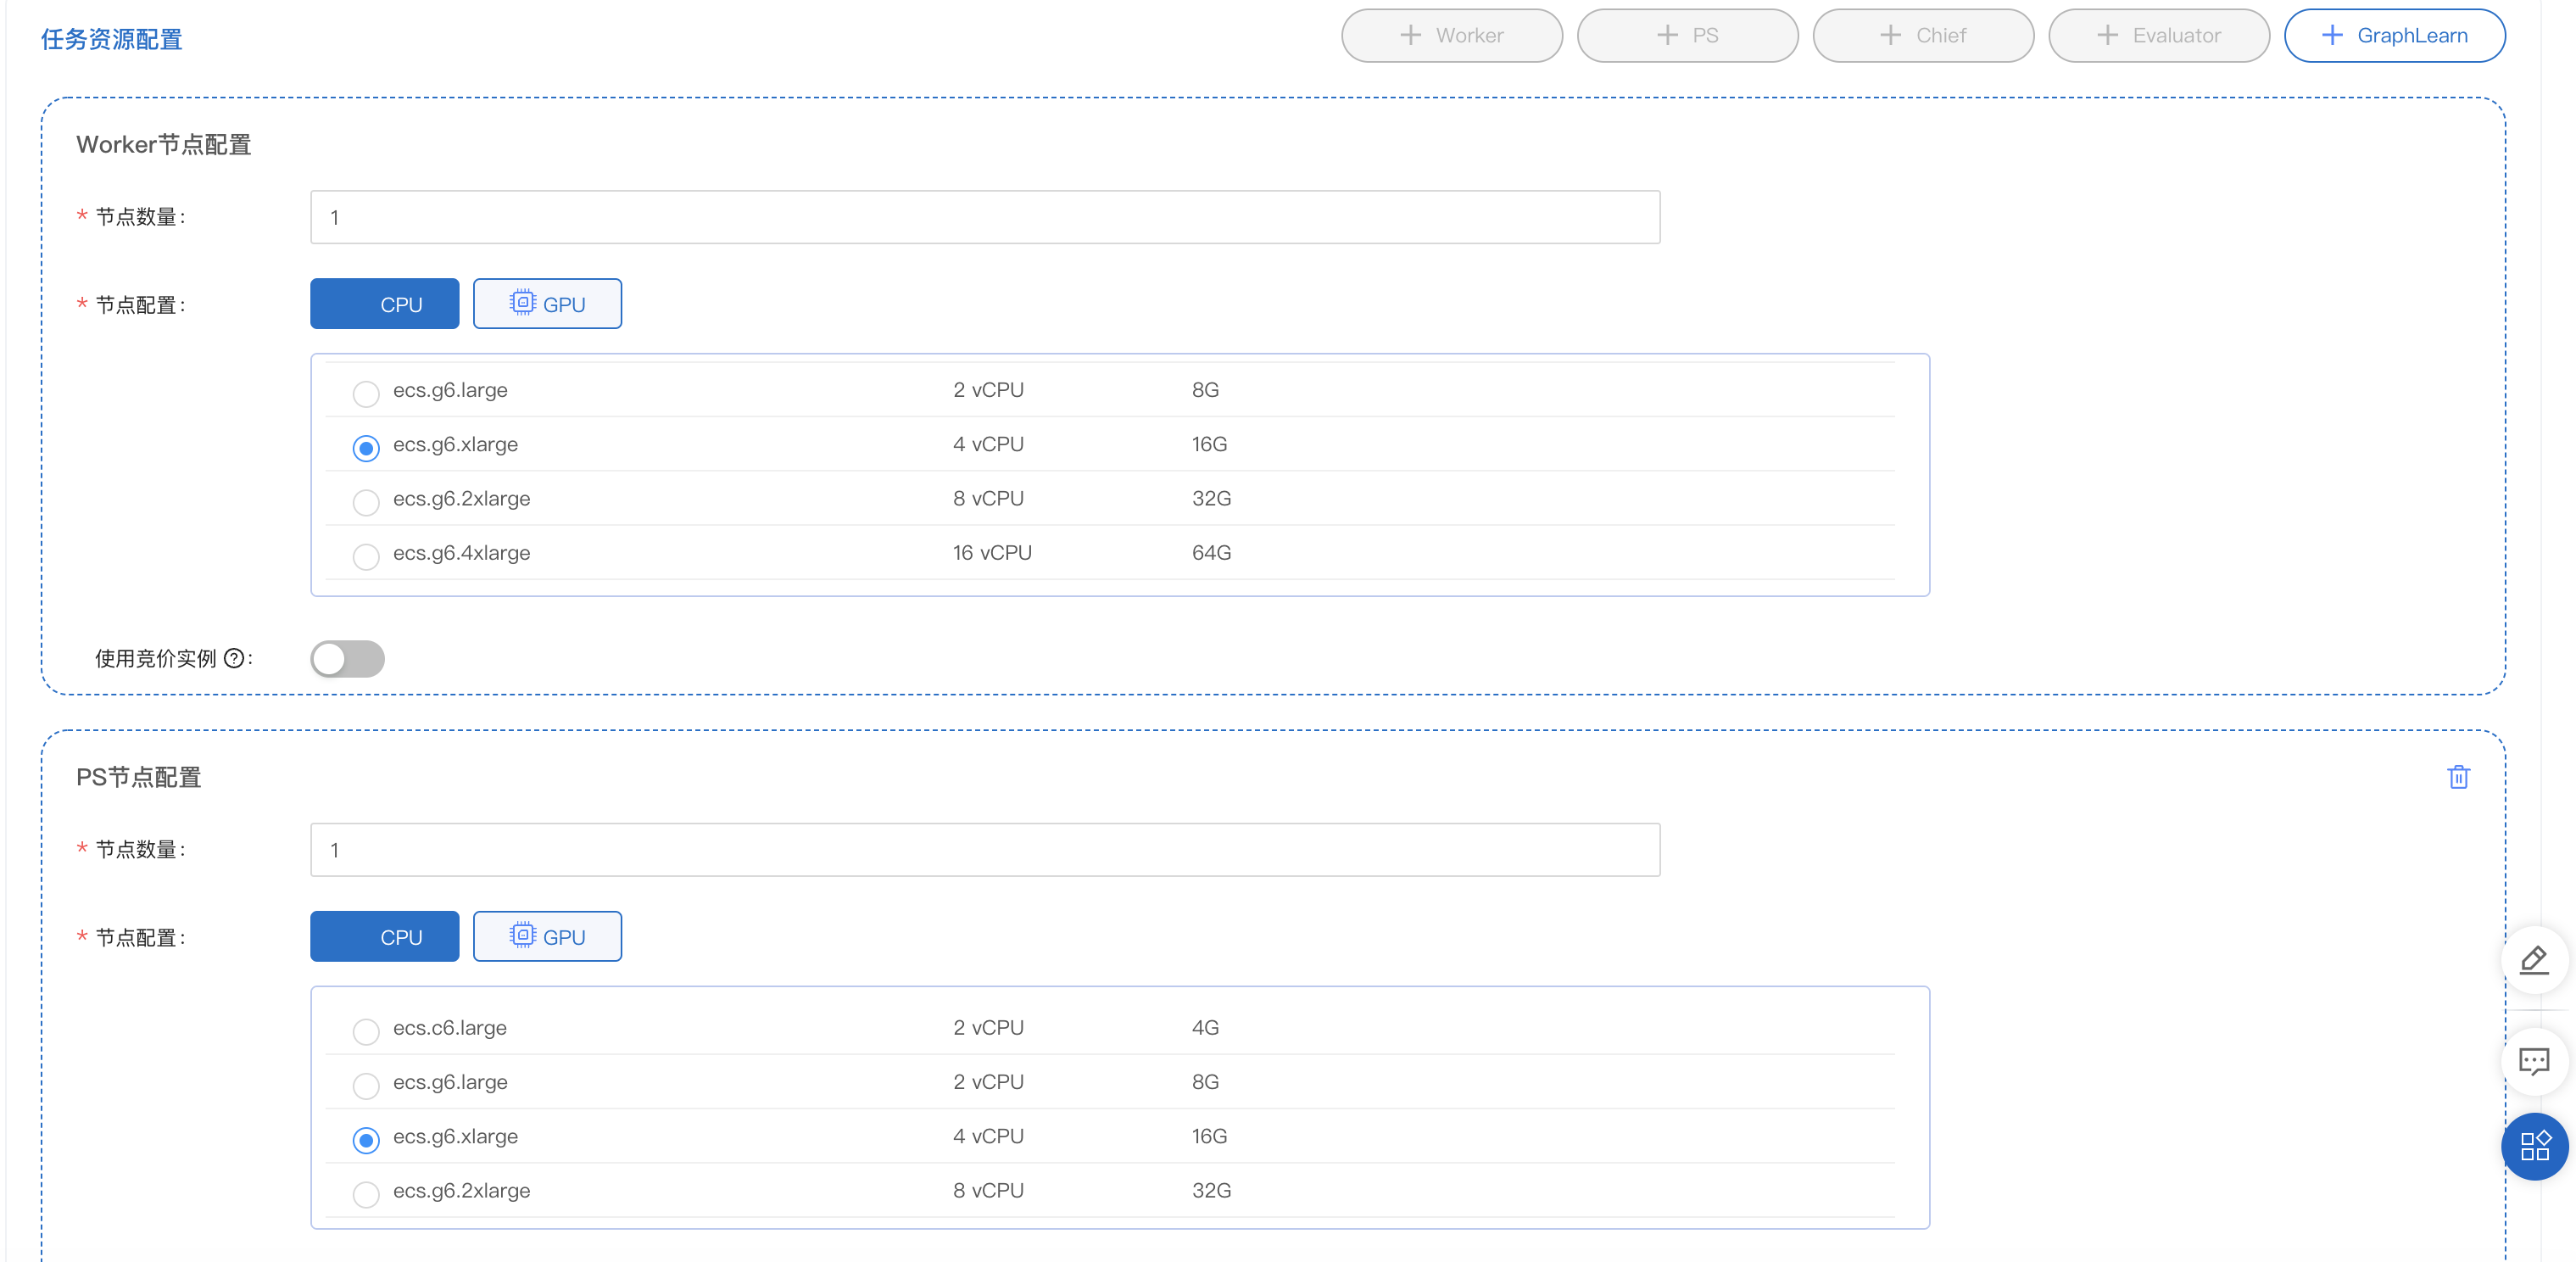 任务资源配置
Worker
PS
Chief
Evaluator
GraphLearn
Worker节点配置
* 节点数量:
1
* 节点配置:
CPU
GPU
ecs.g6.large 2 vCPU 8G
ecs.g6.xlarge 4 vCPU 16G
ecs.g6.2xlarge 8 vCPU 32G
ecs.g6.4xlarge 16 vCPU 64G
使用竞价实例 ?:
PS节点配置
* 节点数量:
1
* 节点配置:
CPU
GPU
ecs.c6.large 2 vCPU 4G
ecs.g6.large 2 vCPU 8G
ecs.g6.xlarge 4 vCPU 16G
ecs.g6.2xlarge 8 vCPU 32G